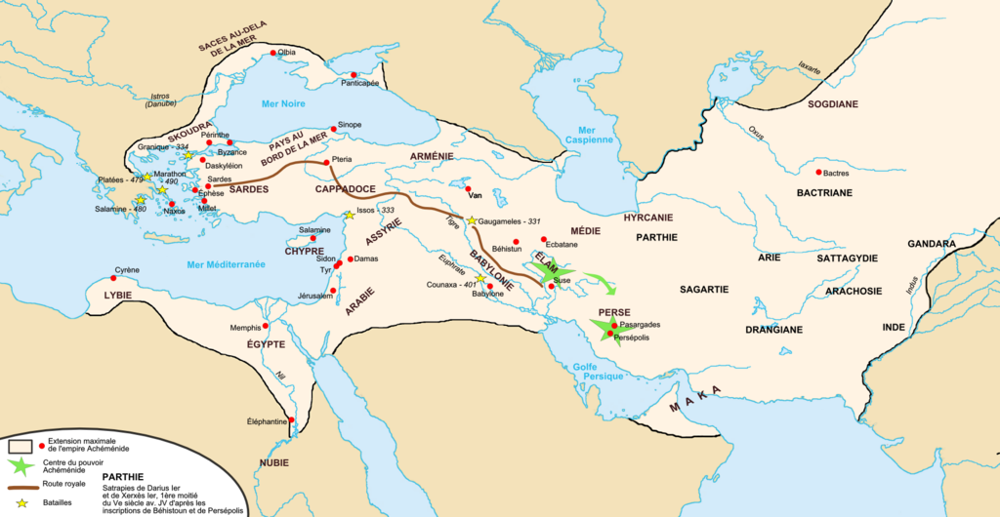 SACES AU-DELA
DE LA MER
Olbia
Panticapée
Istros
(Danube)
Mer Noire
Mer
Caspienne
Iaxarte
SOGDIANE
Oxus
SKOUDRA
Périnthe
Byzance
PAYS AU
BORD DE LA MER
Sinope
Granique - 334
Daskyléion
Pteria
ARMÉNIE
Bactres
BACTRIANE
Marathon
- 490
Platées - 479
Sardes
SARDES
Éphèse
CAPPADOCE
Van
Salamine - 480
Naxos
Milet
Issos - 333
Tigre
Gaugameles - 331
HYRCANIE
PARTHIE
MÉDIE
Salamine
CHYPRE
ASSYRIE
Béhistun
Ecbatane
GANDARA
Mer Méditerranée
Sidon
Tyr
Damas
Euphrate
BABYLONIE
ÉLAM
ARIE
SATTAGYDIE
Cyrène
LYBIE
Jérusalem
ARABIE
Counaxa - 401
Babylone
Suse
SAGARTIE
ARACHOSIE
Indus
Memphis
ÉGYPTE
PERSE
Pasargades
Persépolis
DRANGIANE
INDE
Nil
Golfe
Persique
MAKA
Éléphantine
NUBIE
Extension maximale
de l'empire Achéménide
Centre du pouvoir
Achéménide
Route royale
Batailles
PARTHIE
Satrapies de Darius Ier
et de Xerxès Ier, 1ère moitié
du Ve siècle av. JV d'après les
inscriptions de Béhistoun et de Persépolis